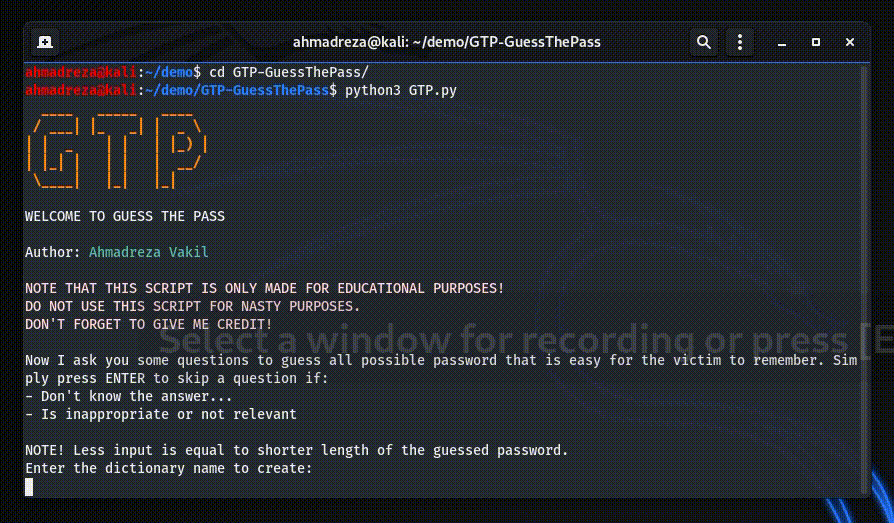 ahmadreza@kali: ~/demo/GTP-GuessThePass
ahmadreza@kali:~/demo$ cd GTP-GuessThePass/
ahmadreza@kali:~/demo/GTP-GuessThePass$ python3 GTP.py
GTP
WELCOME TO GUESS THE PASS
Author: Ahmadreza Vakil
NOTE THAT THIS SCRIPT IS ONLY MADE FOR EDUCATIONAL PURPOSES!
DO NOT USE THIS SCRIPT FOR NASTY PURPOSES.
DON'T FORGET TO GIVE ME CREDIT!
Select a window for recording or press [E
Now I ask you some questions to guess all possible password that is easy for the victim to remember. Sim
ply press ENTER to skip a question if:
- Don't know the answer...
- Is inappropriate or not relevant
NOTE! Less input is equal to shorter length of the guessed password.
Enter the dictionary name to create: